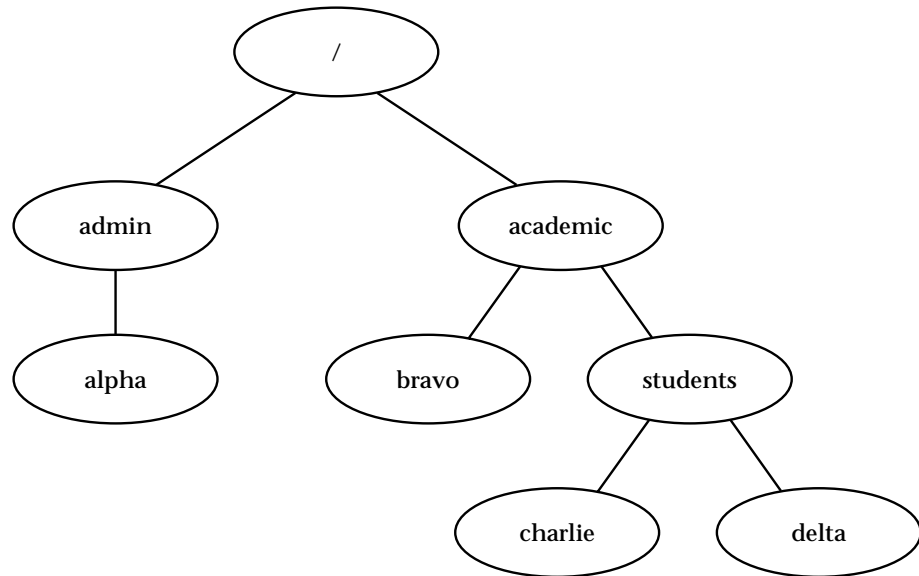 /
admin
academic
alpha
bravo
students
charlie
delta